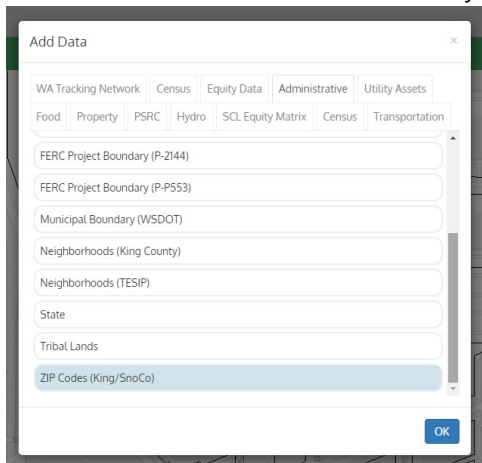 Add Data
×
WA Tracking Network Census Equity Data Administrative Utility Assets
Food Property PSRC Hydro SCL Equity Matrix Census Transportation
FERC Project Boundary (P-2144)
FERC Project Boundary (P-P553)
Municipal Boundary (WSDOT)
Neighborhoods (King County)
Neighborhoods (TESIP)
State
Tribal Lands
ZIP Codes (King/SnoCo)
OK